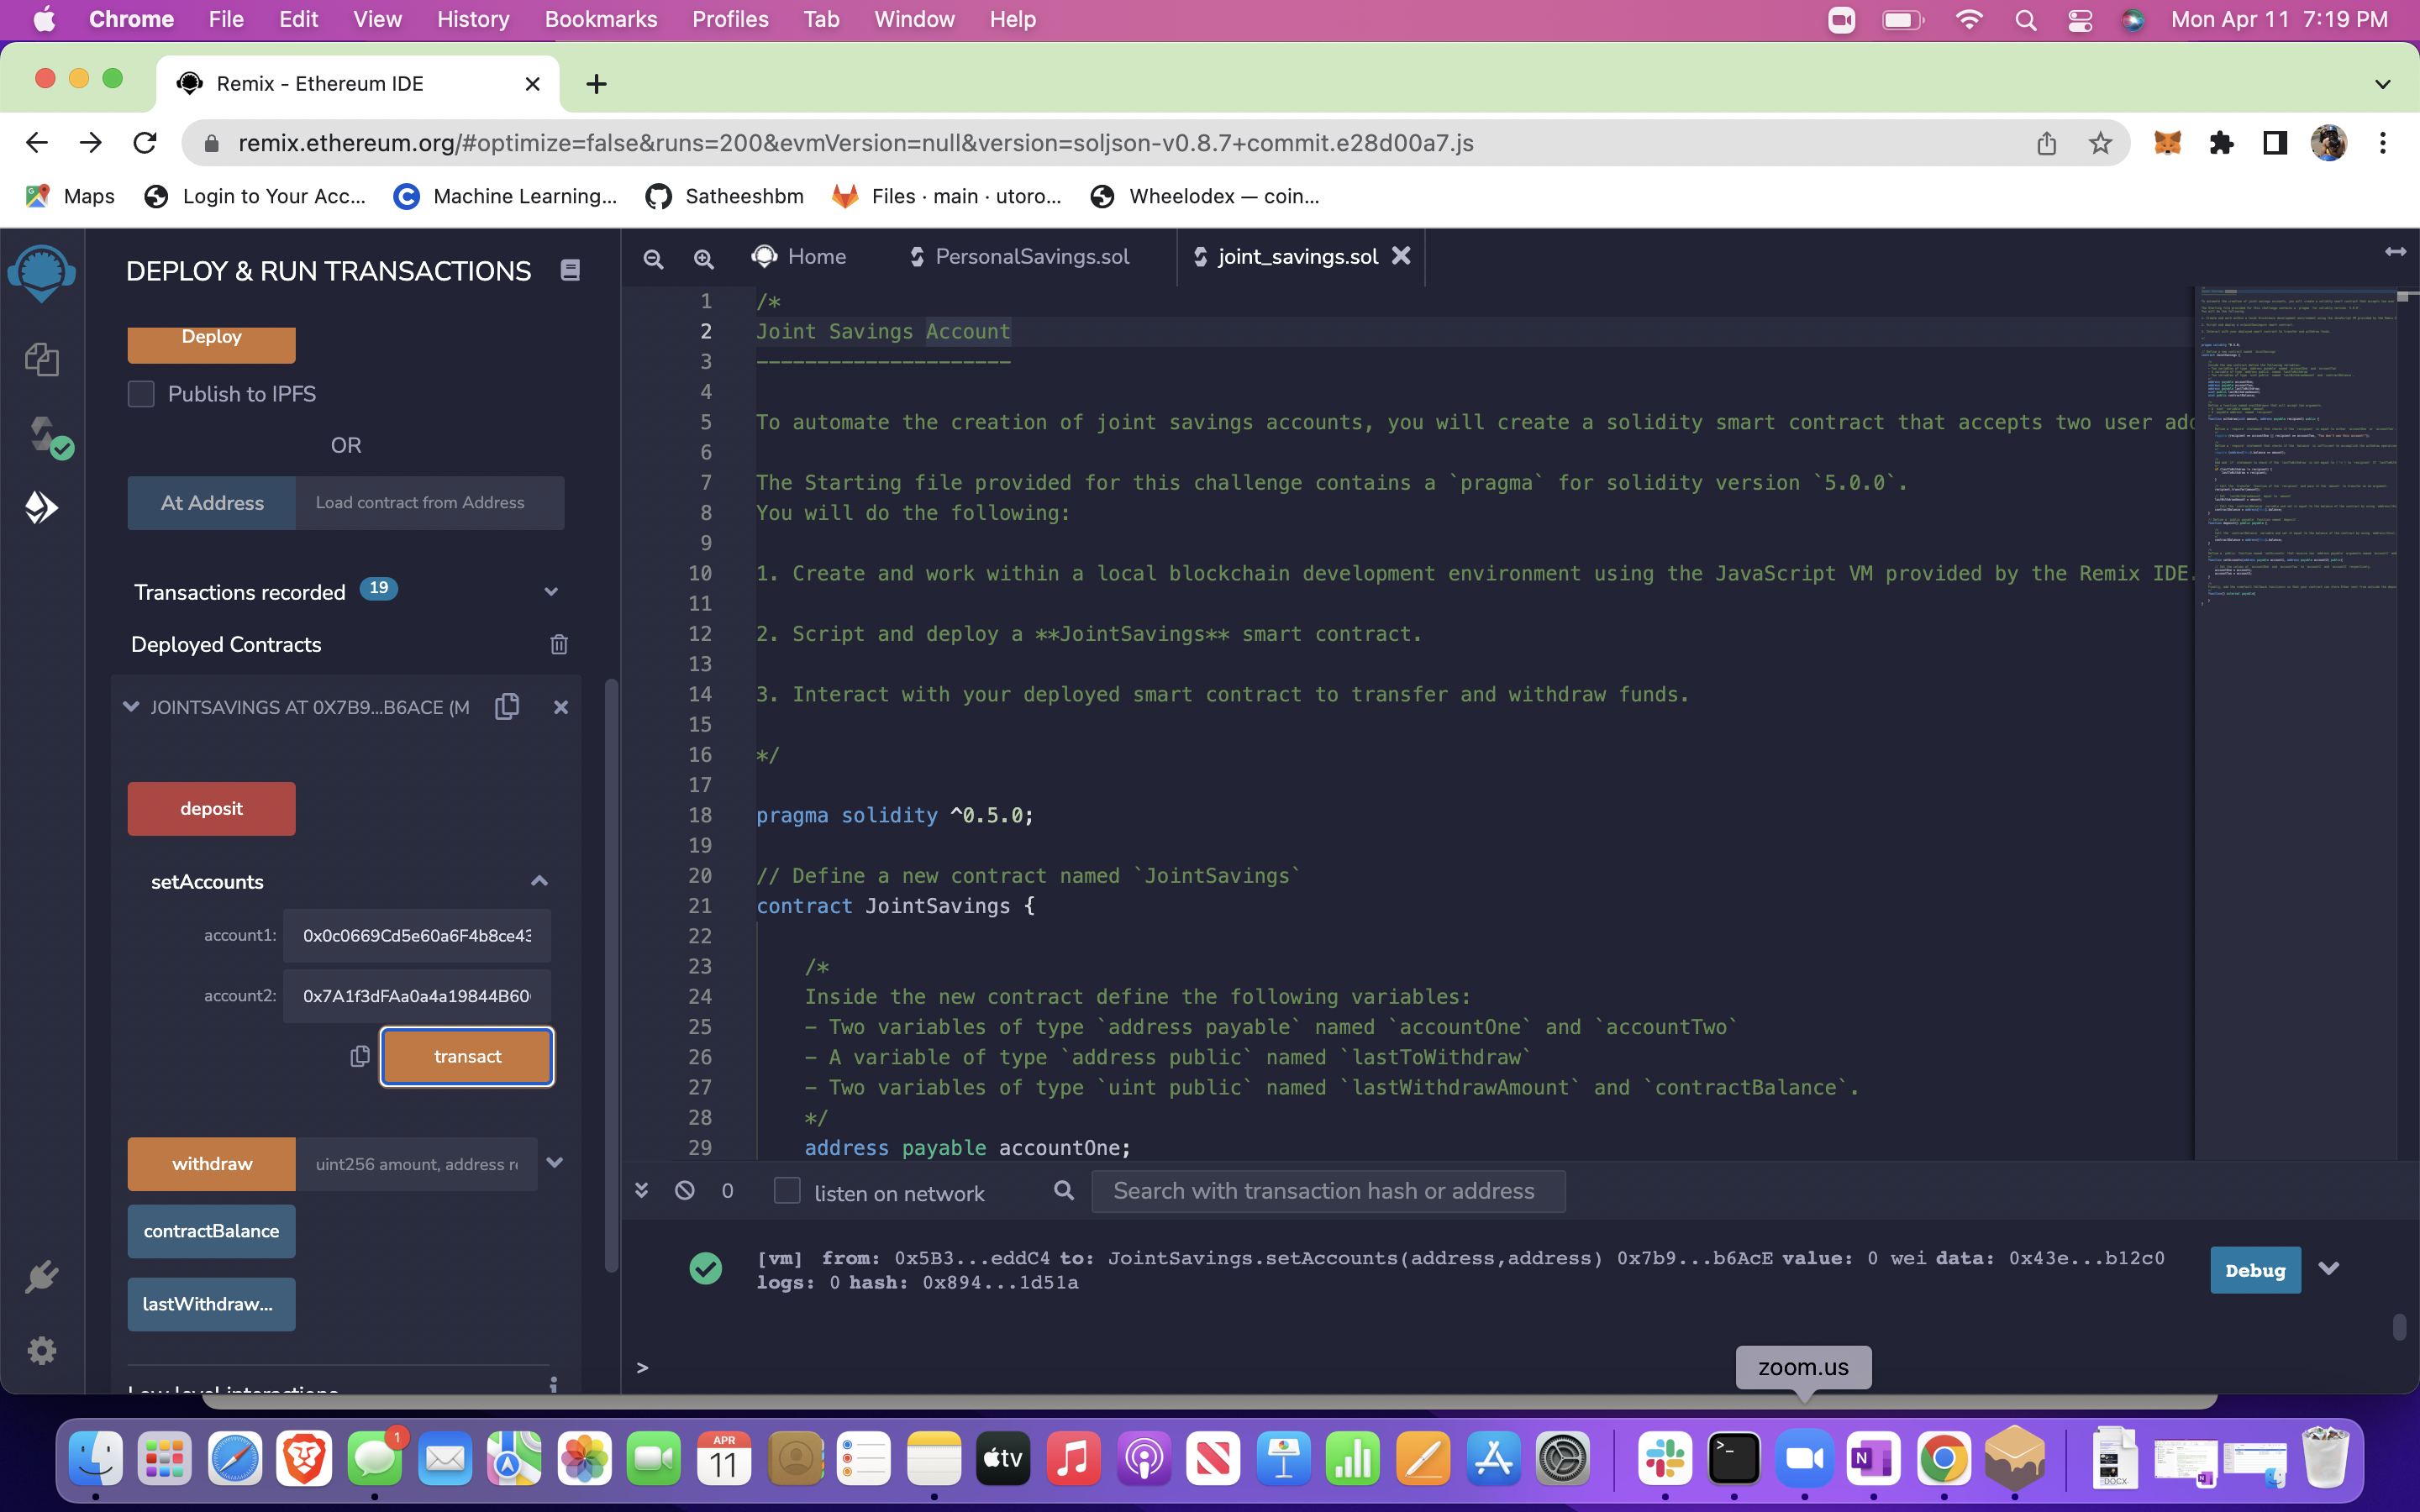 Chrome File Edit View History Bookmarks Profiles Tab Window Help Mon Apr 11 7:19 PM
Remix - Ethereum IDE
remix.ethereum.org/#optimize=false&runs=200&evmVersion=null&version=soljson-v0.8.7+commit.e28d00a7.js
Maps Login to Your Acc... Machine Learning... Satheeshbm Files · main · utoro... Wheelodex — coin...
DEPLOY & RUN TRANSACTIONS
Deploy
Publish to IPFS
OR
At Address Load contract from Address
Transactions recorded 19
Deployed Contracts
JOINTSAVINGS AT 0X7B9...B6ACE (M
deposit
setAccounts
account1: 0x0c0669Cd5e60a6F4b8ce43
account2: 0x7A1f3dFAa0a4a19844B60
transact
withdraw uint256 amount, address r
contractBalance
lastWithdraw...
Low level interactions
Home PersonalSavings.sol joint_savings.sol
1 /*
2 Joint Savings Account
3 ---------------------
4
5 To automate the creation of joint savings accounts, you will create a solidity smart contract that accepts two user ad
6
7 The Starting file provided for this challenge contains a `pragma` for solidity version `5.0.0`.
8 You will do the following:
9
10 1. Create and work within a local blockchain development environment using the JavaScript VM provided by the Remix IDE.
11
12 2. Script and deploy a **JointSavings** smart contract.
13
14 3. Interact with your deployed smart contract to transfer and withdraw funds.
15
16 */
17
18 pragma solidity ^0.5.0;
19
20 // Define a new contract named `JointSavings`
21 contract JointSavings {
22
23 /*
24 Inside the new contract define the following variables:
25 - Two variables of type `address payable` named `accountOne` and `accountTwo`
26 - A variable of type `address public` named `lastToWithdraw`
27 - Two variables of type `uint public` named `lastWithdrawAmount` and `contractBalance`.
28 */
29 address payable accountOne;
0 listen on network Search with transaction hash or address
[vm] from: 0x5B3...eddC4 to: JointSavings.setAccounts(address,address) 0x7b9...b6AcE value: 0 wei data: 0x43e...b12c0
logs: 0 hash: 0x894...1d51a
Debug
>
zoom.us
1
APR
11
tv
DOCX